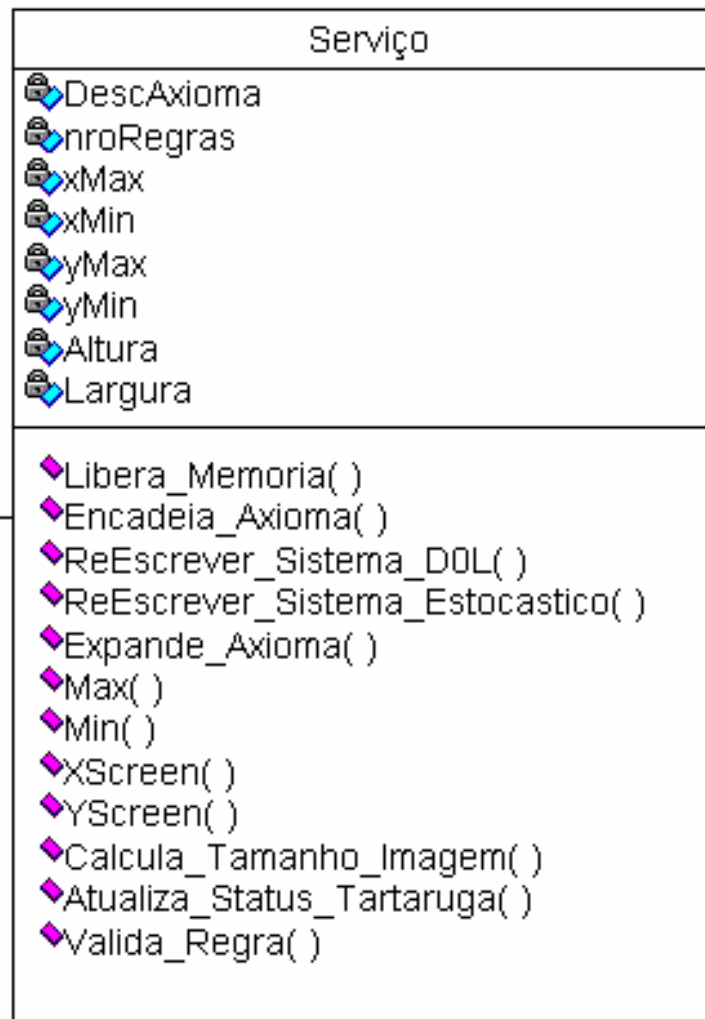 Serviço
DescAxioma
nroRegras
xMax
xMin
yMax
yMin
Altura
Largura
Libera_Memoria( )
Encadeia_Axioma( )
ReEscrever_Sistema_D0L( )
ReEscrever_Sistema_Estocastico( )
Expande_Axioma( )
Max( )
Min( )
XScreen( )
YScreen( )
Calcula_Tamanho_Imagem( )
Atualiza_Status_Tartaruga( )
Valida_Regra( )